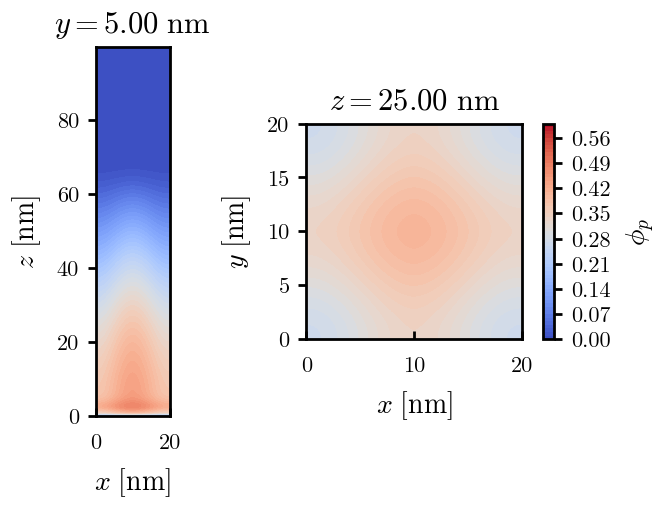 y = 5.00 nm
80
60
40
20
0
z [nm]
0 20
x [nm]
z = 25.00 nm
20
15
10
5
0
y [nm]
0 10 20
x [nm]
0.56
0.49
0.42
0.35
0.28
0.21
0.14
0.07
0.00
ϕp